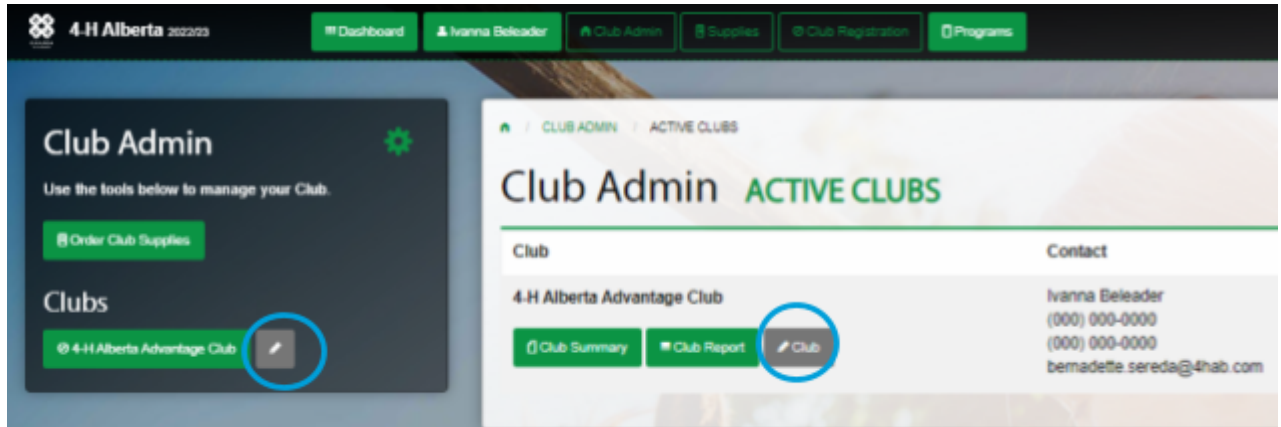 4-H Alberta 2022/23
Dashboard
Ivanna Beleader
Club Admin
Supplies
Club Registration
Programs
Club Admin
Use the tools below to manage your Club.
Order Club Supplies
Clubs
4-H Alberta Advantage Club
/ CLUB ADMIN / ACTIVE CLUBS
Club Admin ACTIVE CLUBS
Club Contact
4-H Alberta Advantage Club
Club Summary
Club Report
Club
Ivanna Beleader
(000) 000-0000
(000) 000-0000
bernadette.sereda@4hab.com